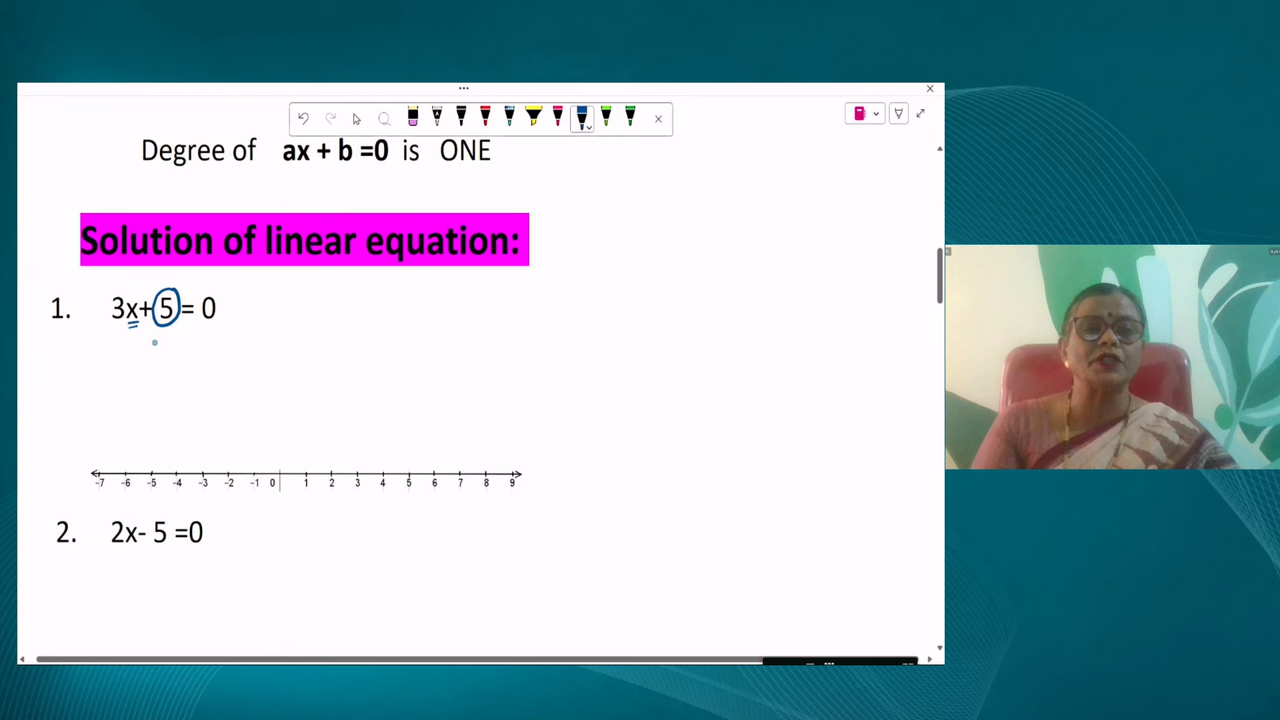 Degree of ax + b =0 is ONE
Solution of linear equation:
1. 3x+ 5 = 0
-7 -6 -5 -4 -3 -2 -1 0 1 2 3 4 5 6 7 8 9
2. 2x- 5 =0